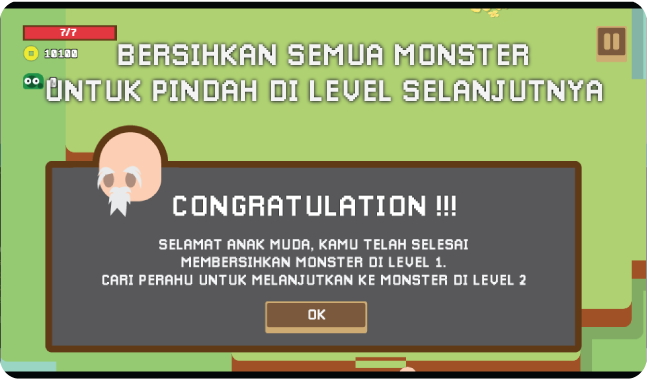 7/7
10100
BERSIHKAN SEMUA MONSTER
UNTUK PINDAH DI LEVEL SELANJUTNYA
CONGRATULATION !!!
SELAMAT ANAK MUDA, KAMU TELAH SELESAI
MEMBERSIHKAN MONSTER DI LEVEL 1.
CARI PERAHU UNTUK MELANJUTKAN KE MONSTER DI LEVEL 2
OK